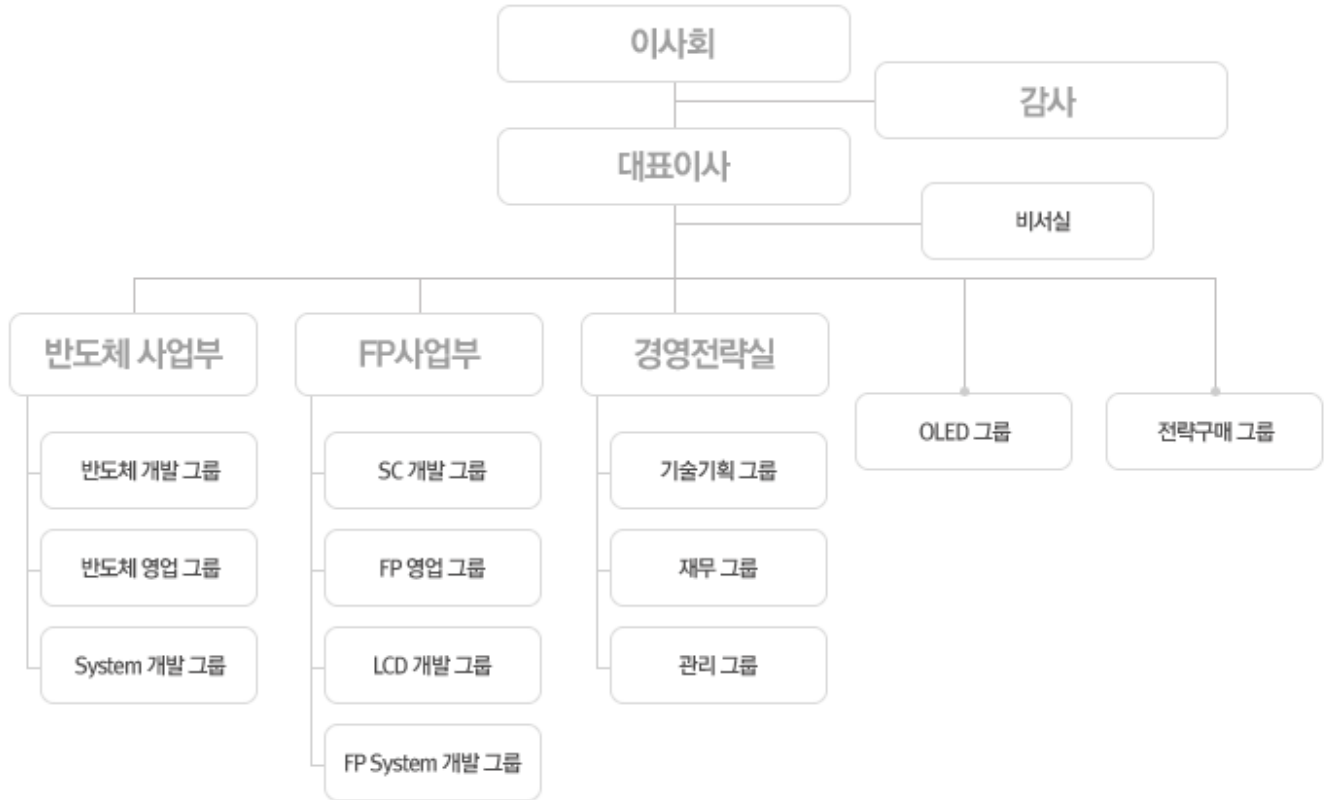 이사회
감사
대표이사
비서실
반도체 사업부
FP사업부
경영전략실
OLED 그룹
전략구매 그룹
반도체 개발 그룹
SC 개발 그룹
기술기획 그룹
반도체 영업 그룹
FP 영업 그룹
재무 그룹
System 개발 그룹
LCD 개발 그룹
관리 그룹
FP System 개발 그룹